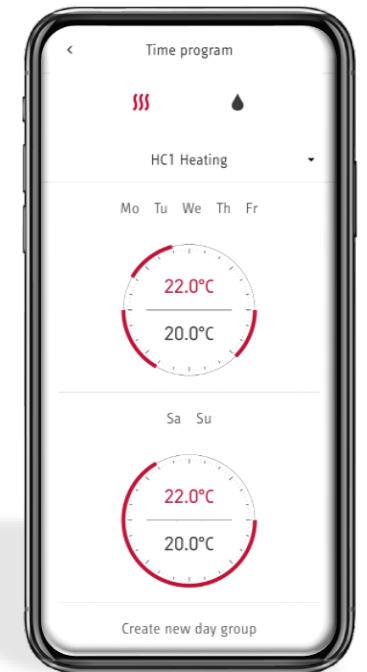 Time program
HC1 Heating
Mo Tu We Th Fr
22.0°C
20.0°C
Sa Su
22.0°C
20.0°C
Create new day group